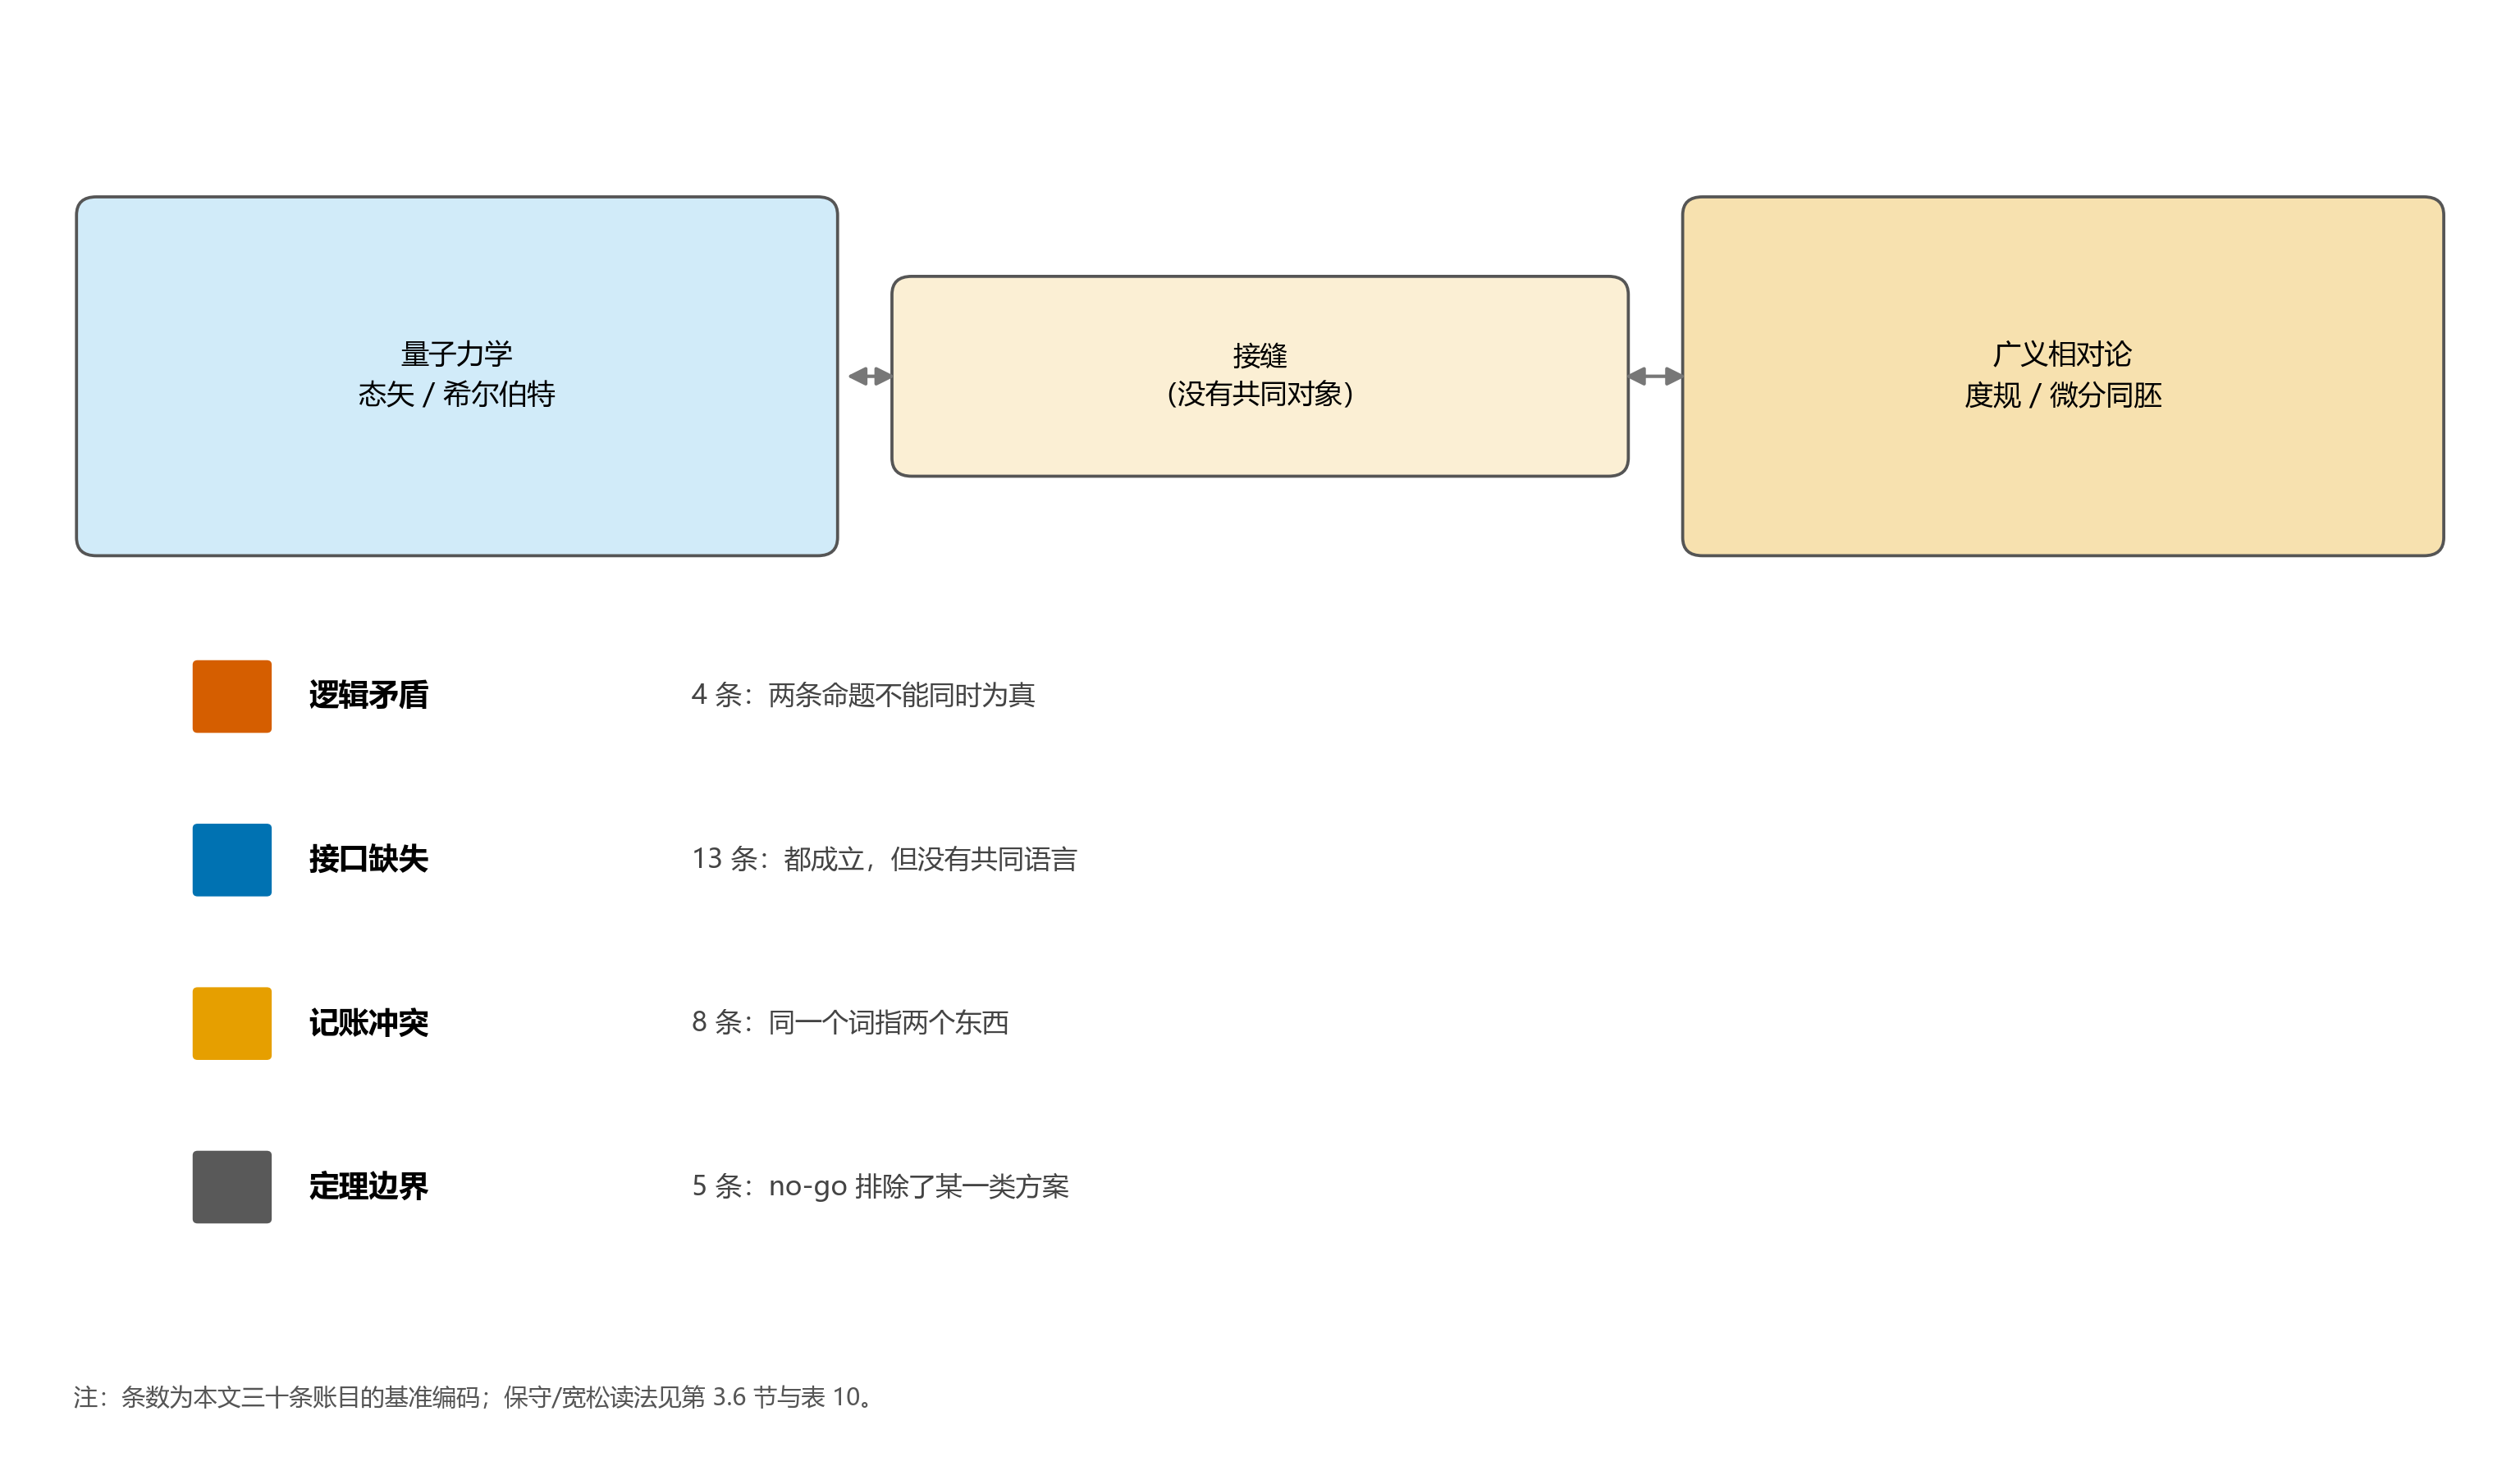 量子力学
态矢 / 希尔伯特
接缝
(没有共同对象)
广义相对论
度规 / 微分同胚
逻辑矛盾
4 条：两条命题不能同时为真
接口缺失
13 条：都成立，但没有共同语言
记账冲突
8 条：同一个词指两个东西
定理边界
5 条：no-go 排除了某一类方案
注：条数为本文三十条账目的基准编码；保守/宽松读法见第 3.6 节与表 10。